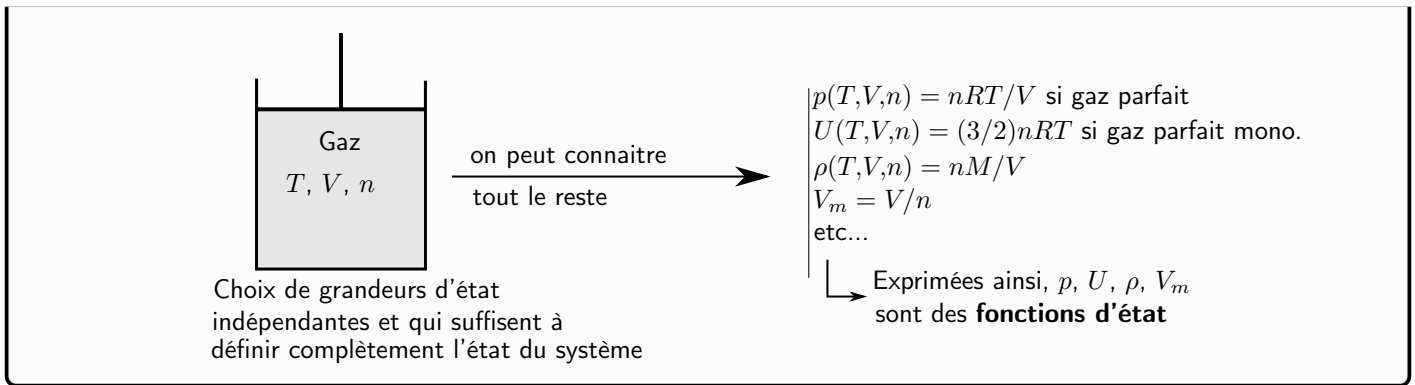 Gaz
T, V, n
Choix de grandeurs d'état
indépendantes et qui suffisent à
définir complètement l'état du système
on peut connaitre
tout le reste
p(T,V,n) = nRT/V si gaz parfait
U(T,V,n) = (3/2)nRT si gaz parfait mono.
ρ(T,V,n) = nM/V
V_m = V/n
etc...
Exprimées ainsi, p, U, ρ, V_m
sont des fonctions d'état